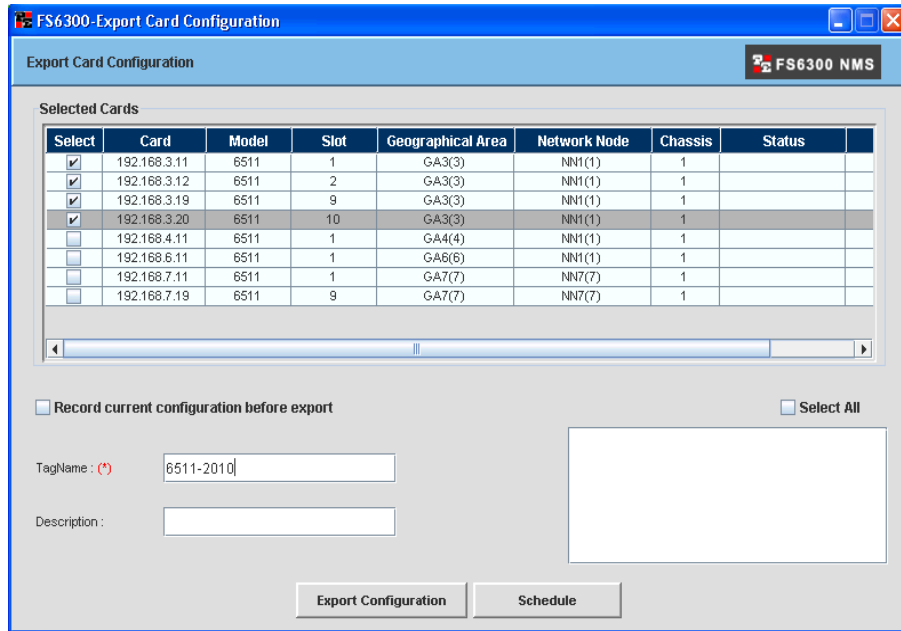 FS6300-Export Card Configuration
Export Card Configuration
FS6300 NMS
Selected Cards
Select Card Model Slot Geographical Area Network Node Chassis Status
192.168.3.11 6511 1 GA3(3) NN1(1) 1
192.168.3.12 6511 2 GA3(3) NN1(1) 1
192.168.3.19 6511 9 GA3(3) NN1(1) 1
192.168.3.20 6511 10 GA3(3) NN1(1) 1
192.168.4.11 6511 1 GA4(4) NN1(1) 1
192.168.6.11 6511 1 GA6(6) NN1(1) 1
192.168.7.11 6511 1 GA7(7) NN7(7) 1
192.168.7.19 6511 9 GA7(7) NN7(7) 1
Record current configuration before export
Select All
TagName : (*) 6511-2010
Description :
Export Configuration Schedule